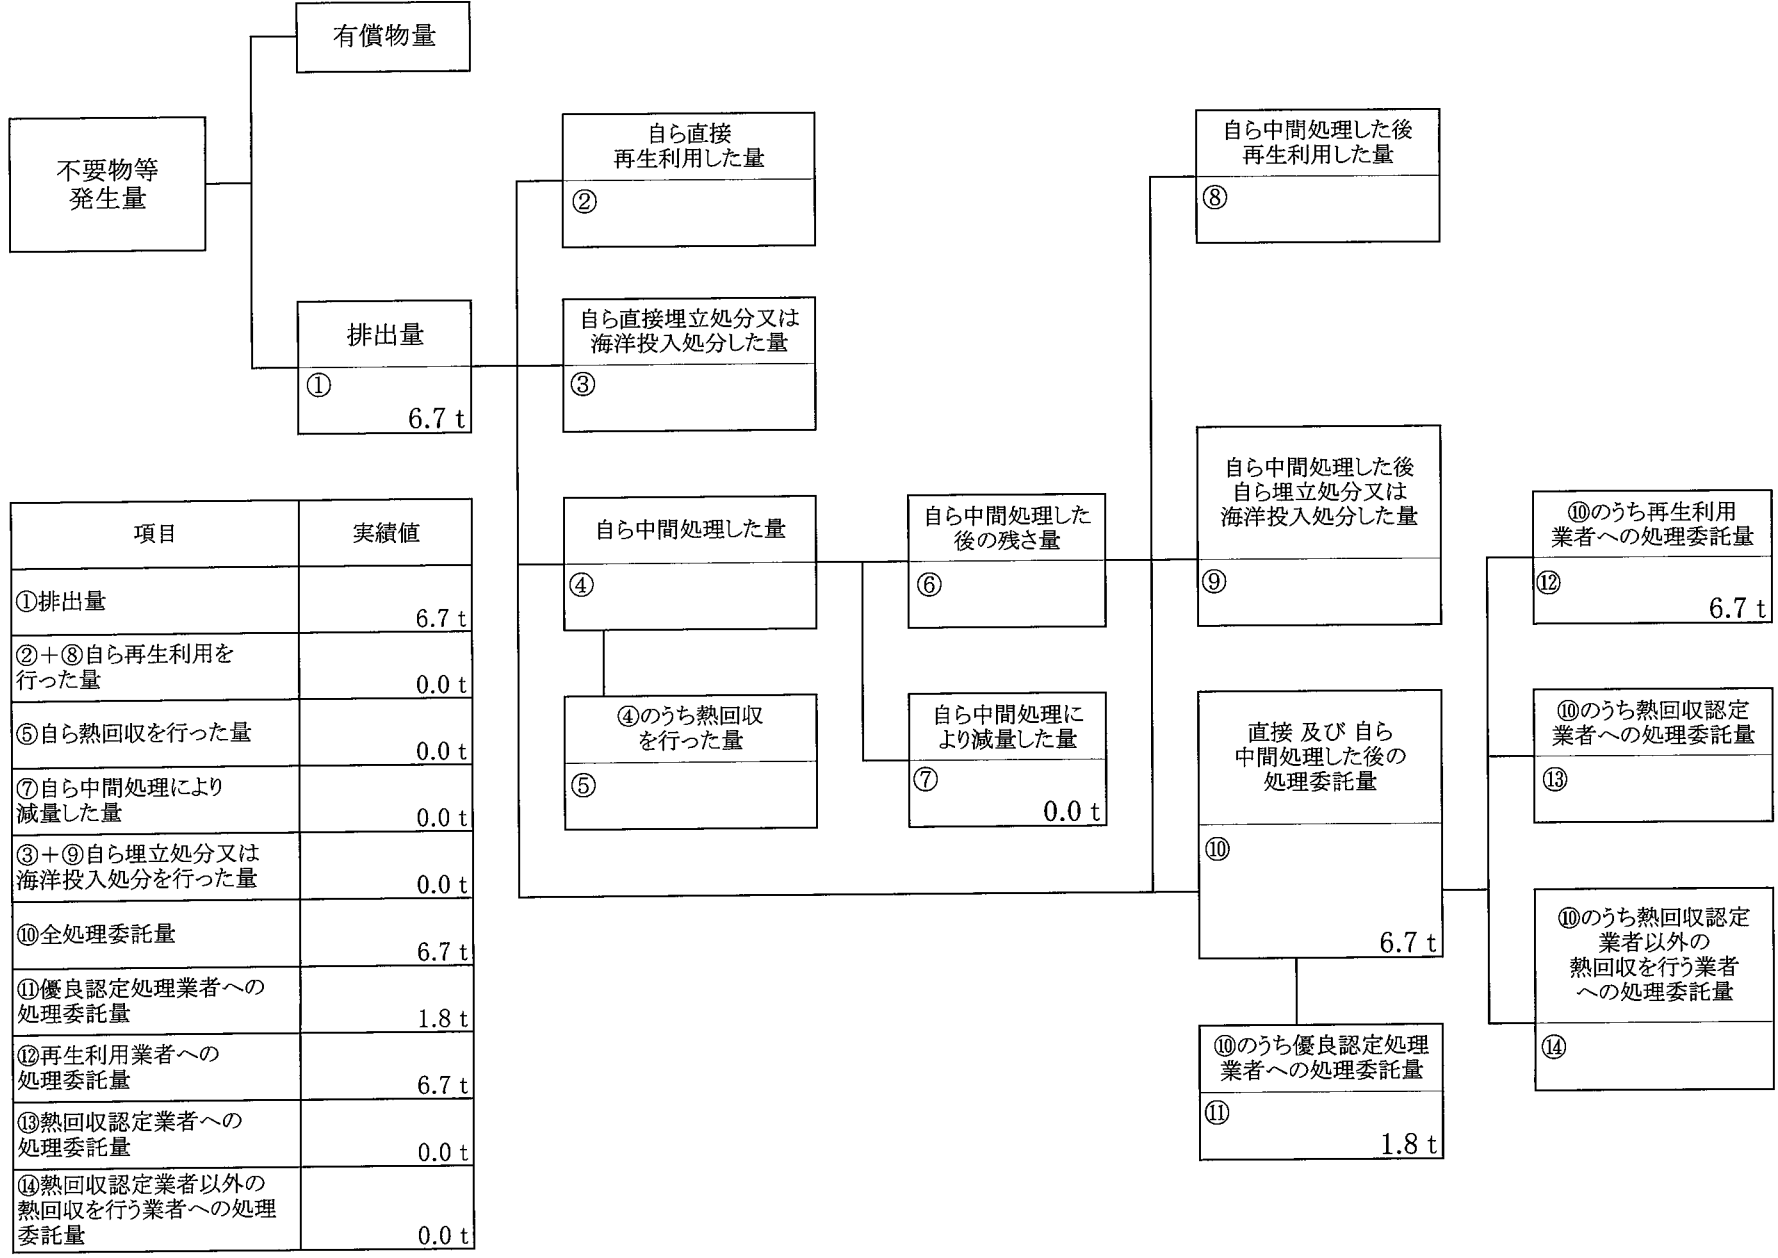 有償物量
不要物等
発生量
排出量
①
6.7 t
自ら直接
再生利用した量
②
自ら直接埋立処分又は
海洋投入処分した量
③
自ら中間処理した量
④
④のうち熱回収
を行った量
⑤
自ら中間処理した
後の残さ量
⑥
自ら中間処理に
より減量した量
⑦
0.0 t
自ら中間処理した後
再生利用した量
⑧
自ら中間処理した後
自ら埋立処分又は
海洋投入処分した量
⑨
直接 及び 自ら
中間処理した後の
処理委託量
⑩
6.7 t
⑩のうち優良認定処理
業者への処理委託量
⑪
1.8 t
⑩のうち再生利用
業者への処理委託量
⑫
6.7 t
⑩のうち熱回収認定
業者への処理委託量
⑬
⑩のうち熱回収認定
業者以外の
熱回収を行う業者
への処理委託量
⑭
項目 実績値
①排出量
6.7 t
②＋⑧自ら再生利用を
行った量
0.0 t
⑤自ら熱回収を行った量
0.0 t
⑦自ら中間処理により
減量した量
0.0 t
③＋⑨自ら埋立処分又は
海洋投入処分を行った量
0.0 t
⑩全処理委託量
6.7 t
⑪優良認定処理業者への
処理委託量
1.8 t
⑫再生利用業者への
処理委託量
6.7 t
⑬熱回収認定業者への
処理委託量
0.0 t
⑭熱回収認定業者以外の
熱回収を行う業者への処理
委託量
0.0 t